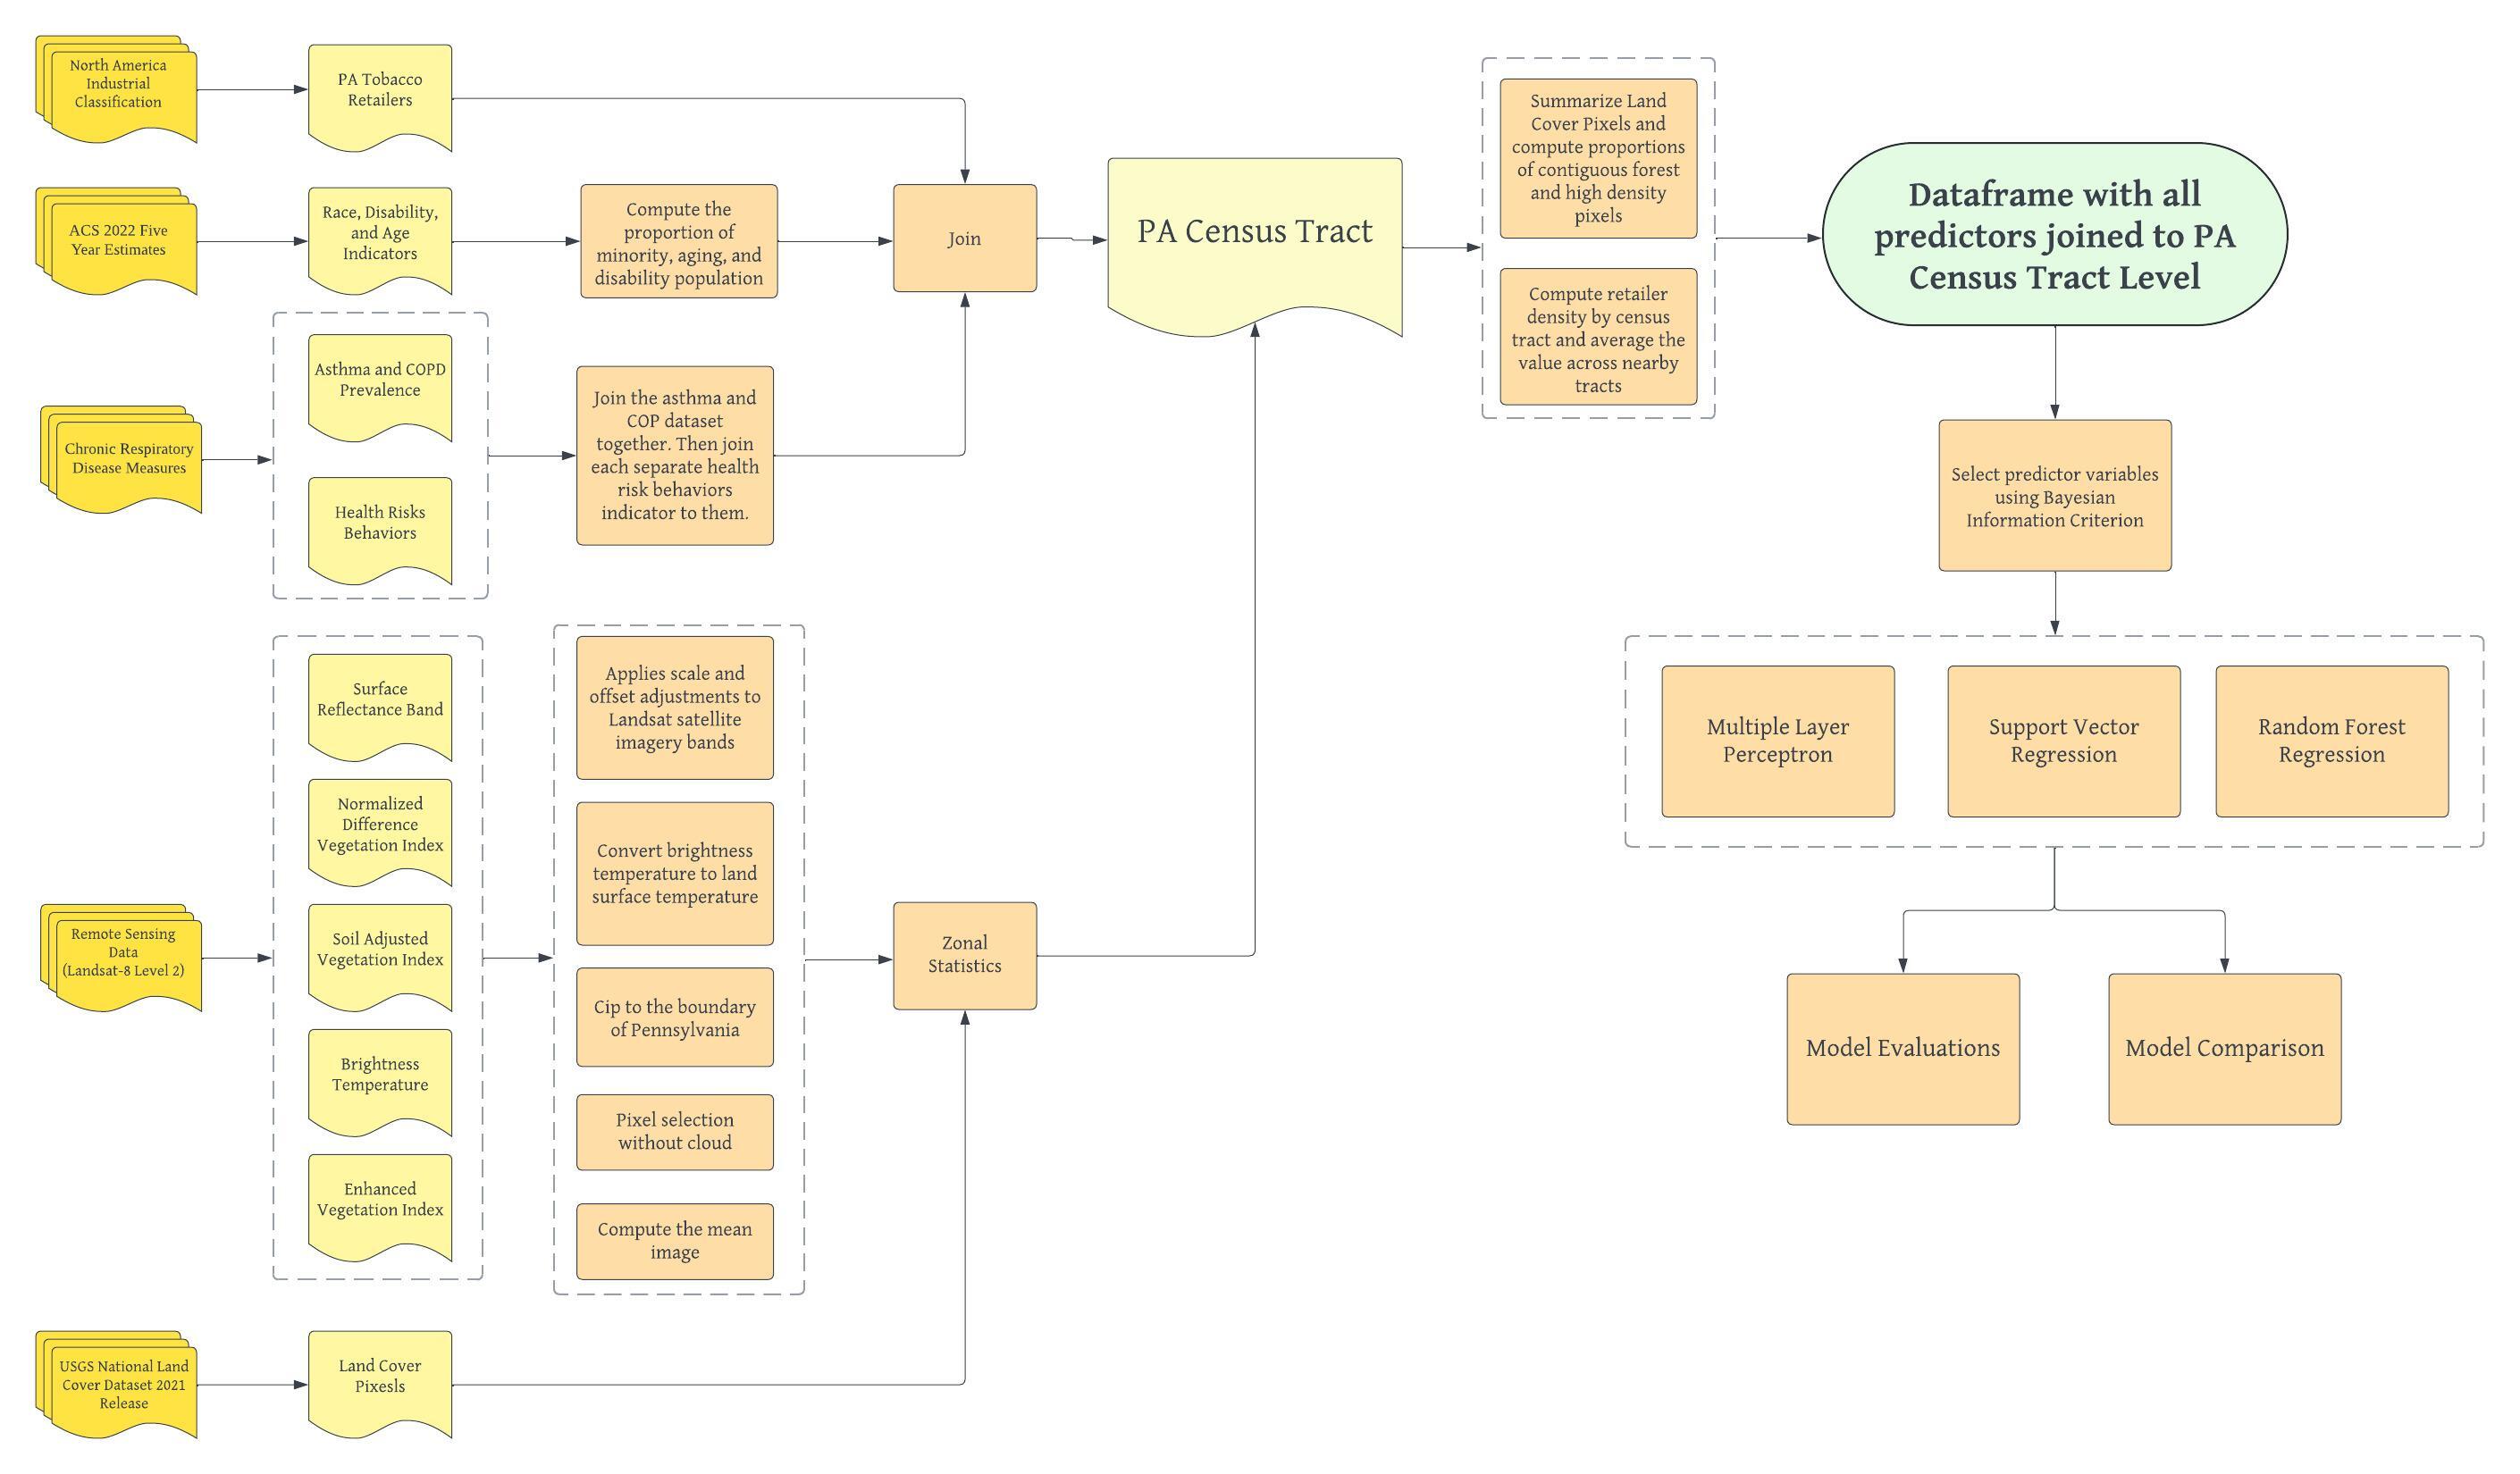 North America
Industrial
Classification
PA Tobacco
Retailers
ACS 2022 Five
Year Estimates
Race, Disability,
and Age
Indicators
Compute the
proportion of
minority, aging, and
disability population
Join
PA Census Tract
Summarize Land
Cover Pixels and
compute proportions
of contiguous forest
and high density
pixels
Compute retailer
density by census
tract and average the
value across nearby
tracts
Dataframe with all
predictors joined to PA
Census Tract Level
Chronic Respiratory
Disease Measures
Asthma and COPD
Prevalence
Health Risks
Behaviors
Join the asthma and
COP dataset
together. Then join
each separate health
risk behaviors
indicator to them.
Select predictor variables
using Bayesian
Information Criterion
Multiple Layer
Perceptron
Support Vector
Regression
Random Forest
Regression
Model Evaluations
Model Comparison
Remote Sensing
Data
(Landsat-8 Level 2)
Surface
Reflectance Band
Normalized
Difference
Vegetation Index
Soil Adjusted
Vegetation Index
Brightness
Temperature
Enhanced
Vegetation Index
Applies scale and
offset adjustments to
Landsat satellite
imagery bands
Convert brightness
temperature to land
surface temperature
Cip to the boundary
of Pennsylvania
Pixel selection
without cloud
Compute the mean
image
Zonal
Statistics
USGS National Land
Cover Dataset 2021
Release
Land Cover
Pixesls